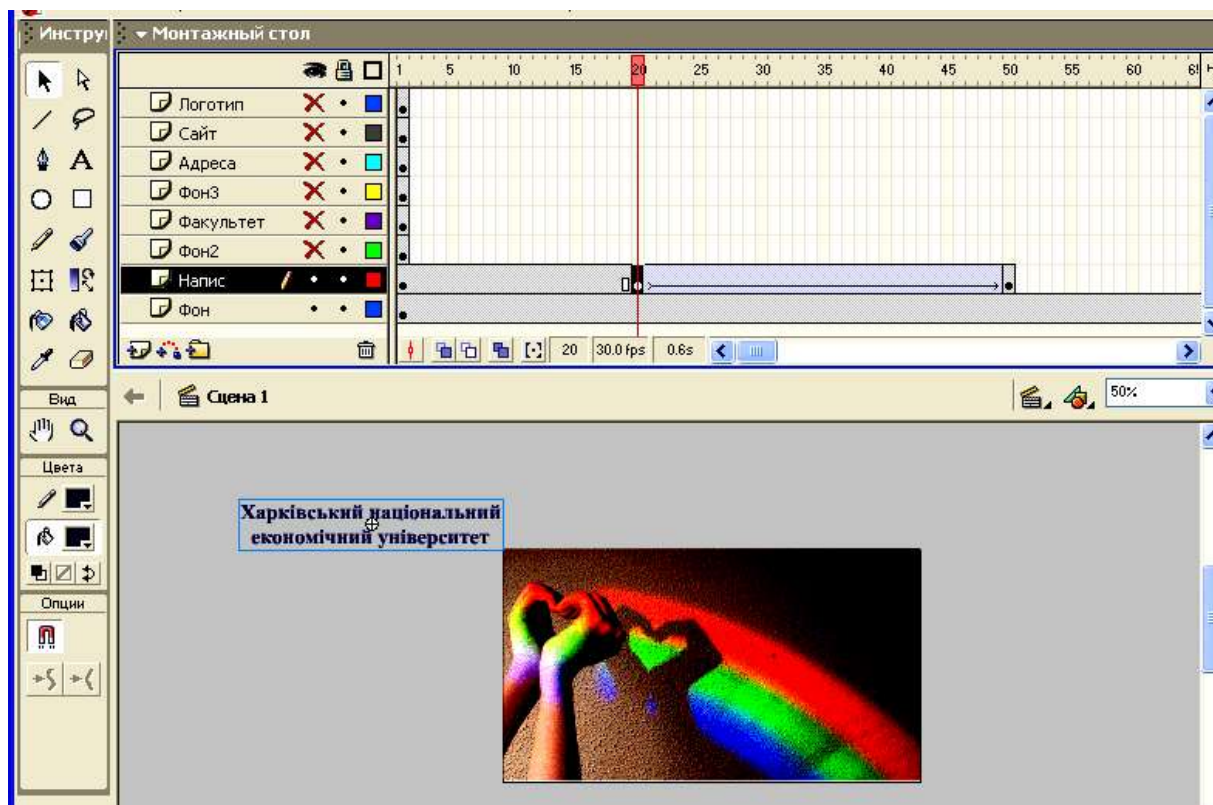 Инстру
Монтажный стол
1 5 10 15 20 25 30 35 40 45 50 55 60
Логотип
Сайт
Адреса
Фон3
Факультет
Фон2
Напис
Фон
20 30.0 fps 0.6s
Вид
Сцена 1
50%
Цвета
Харківський національний
економічний університет
Опции